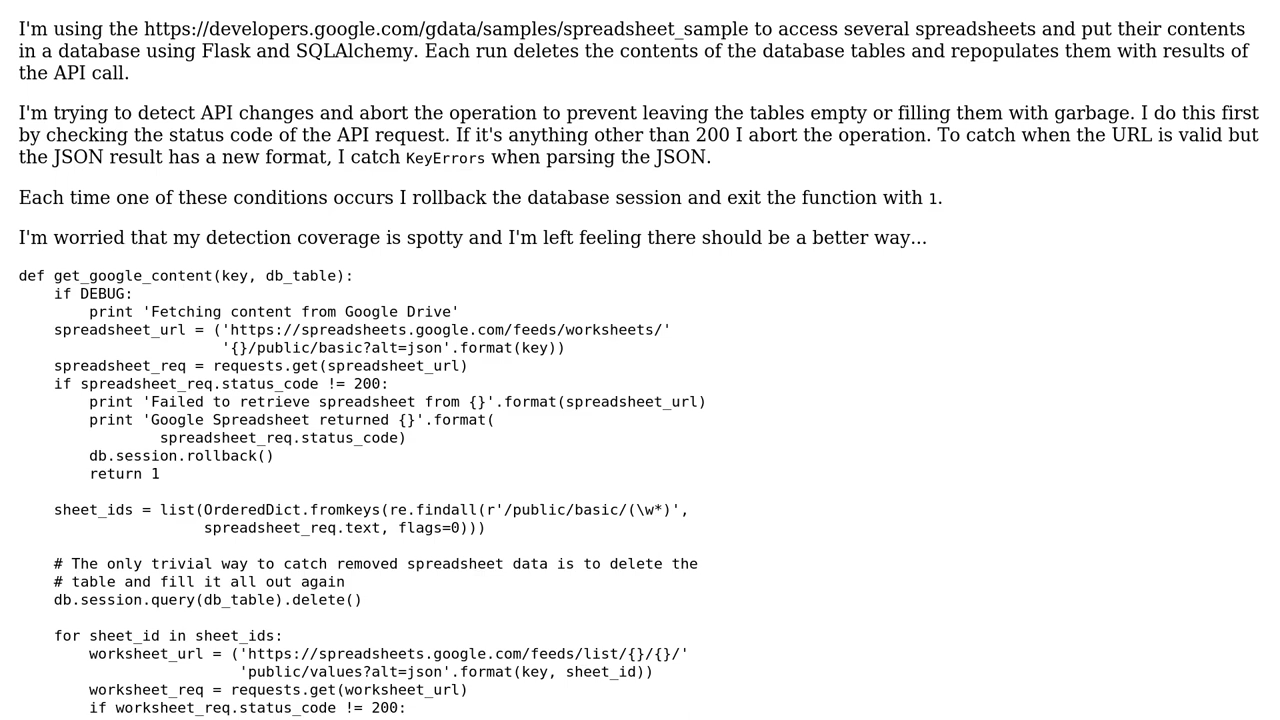 I'm using the https://developers.google.com/gdata/samples/spreadsheet_sample to access several spreadsheets and put their contents
in a database using Flask and SQLAlchemy. Each run deletes the contents of the database tables and repopulates them with results of
the API call.
I'm trying to detect API changes and abort the operation to prevent leaving the tables empty or filling them with garbage. I do this first
by checking the status code of the API request. If it's anything other than 200 I abort the operation. To catch when the URL is valid but
the JSON result has a new format, I catch KeyErrors when parsing the JSON.
Each time one of these conditions occurs I rollback the database session and exit the function with 1.
I'm worried that my detection coverage is spotty and I'm left feeling there should be a better way...
def get_google_content(key, db_table):
    if DEBUG:
        print 'Fetching content from Google Drive'
    spreadsheet_url = ('https://spreadsheets.google.com/feeds/worksheets/'
                       '{}/public/basic?alt=json'.format(key))
    spreadsheet_req = requests.get(spreadsheet_url)
    if spreadsheet_req.status_code != 200:
        print 'Failed to retrieve spreadsheet from {}'.format(spreadsheet_url)
        print 'Google Spreadsheet returned {}'.format(
                spreadsheet_req.status_code)
        db.session.rollback()
        return 1
    sheet_ids = list(OrderedDict.fromkeys(re.findall(r'/public/basic/(\w*)',
                     spreadsheet_req.text, flags=0)))
    # The only trivial way to catch removed spreadsheet data is to delete the
    # table and fill it all out again
    db.session.query(db_table).delete()
    for sheet_id in sheet_ids:
        worksheet_url = ('https://spreadsheets.google.com/feeds/list/{}/{}/'
                         'public/values?alt=json'.format(key, sheet_id))
        worksheet_req = requests.get(worksheet_url)
        if worksheet_req.status_code != 200: